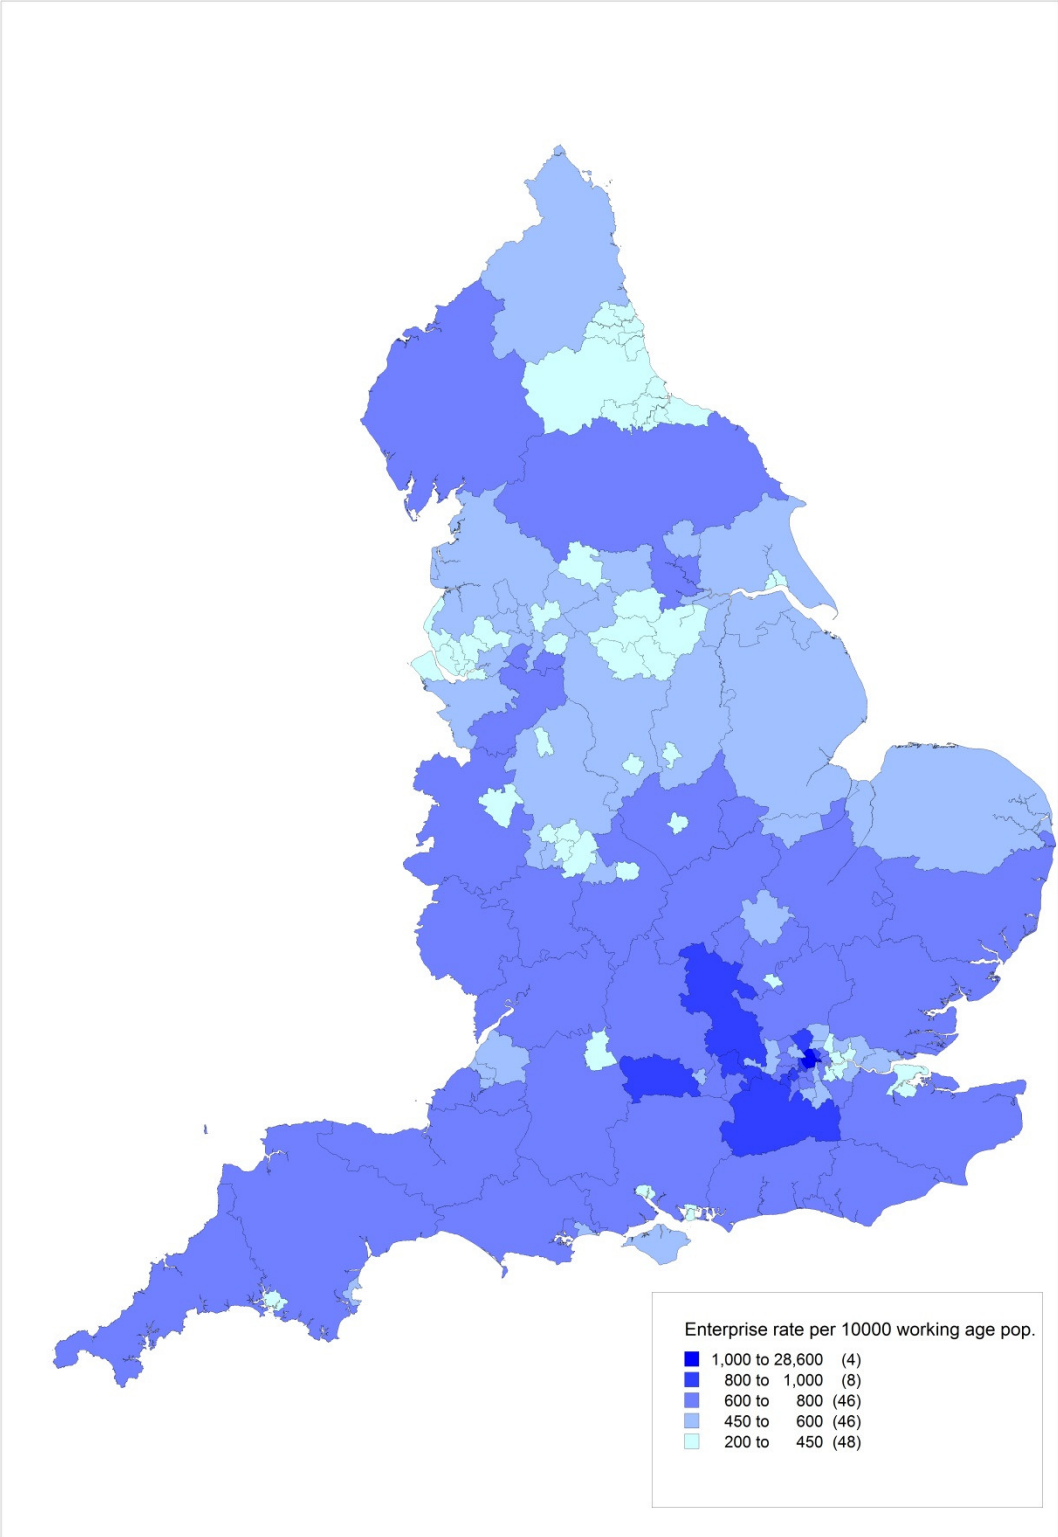 Enterprise rate per 10000 working age pop.
1,000 to 28,600 (4)
800 to 1,000 (8)
600 to 800 (46)
450 to 600 (46)
200 to 450 (48)